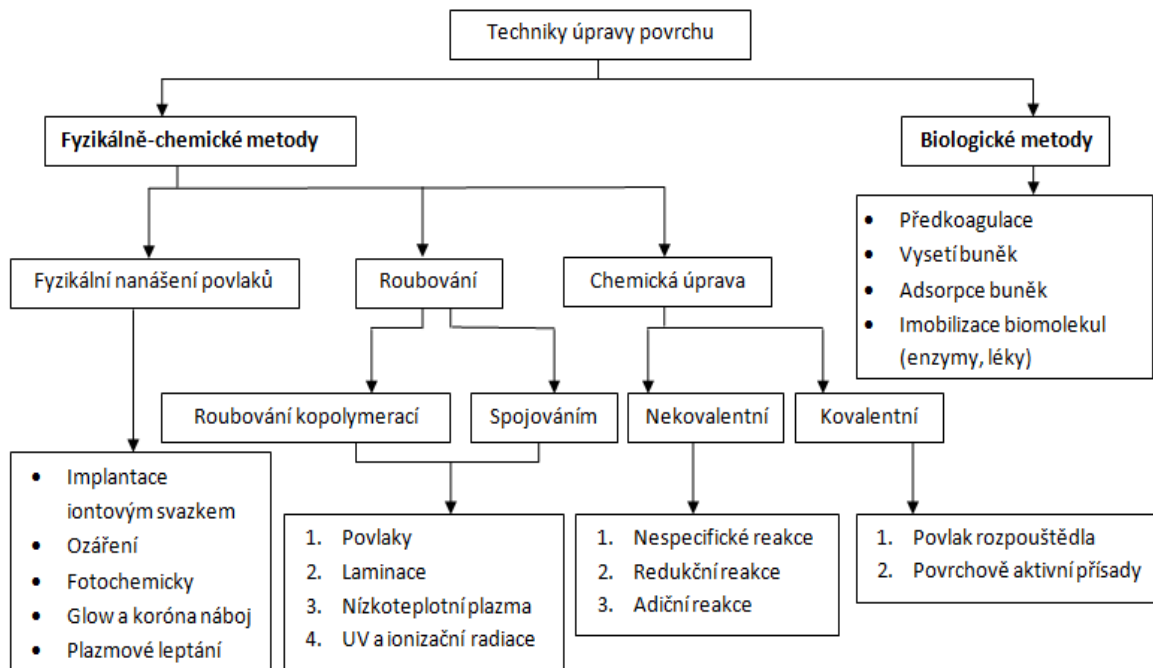 Techniky úpravy povrchu
Fyzikálně-chemické metody
Biologické metody
• Předkoagulace
• Vysetí buněk
• Adsorpce buněk
• Imobilizace biomolekul
(enzymy, léky)
Fyzikální nanášení povlaků
Roubování
Chemická úprava
Roubování kopolymerací
Spojováním
Nekovalentní
Kovalentní
• Implantace
iontovým svazkem
• Ozáření
• Fotochemicky
• Glow a koróna náboj
• Plazmové leptání
1. Povlaky
2. Laminace
3. Nízkoteplotní plazma
4. UV a ionizační radiace
1. Nespecifické reakce
2. Redukční reakce
3. Adiční reakce
1. Povlak rozpouštědla
2. Povrchově aktivní přísady